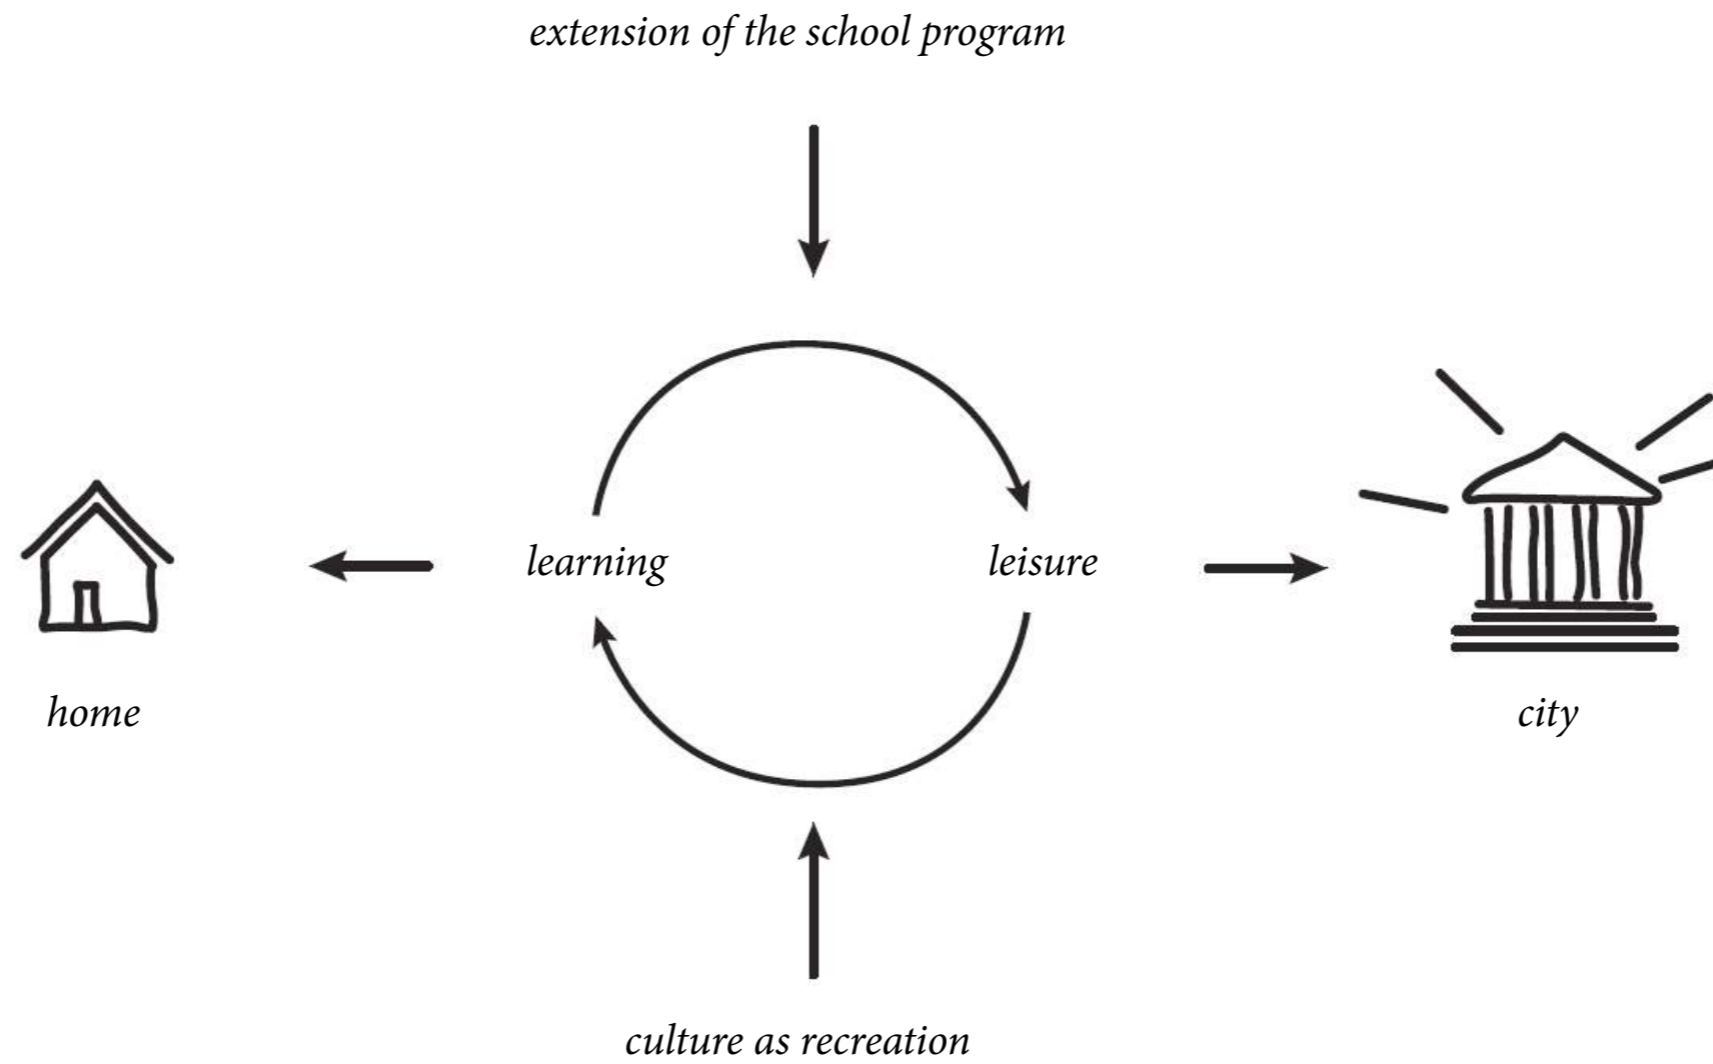 extension of the school program
learning
leisure
home
city
culture as recreation